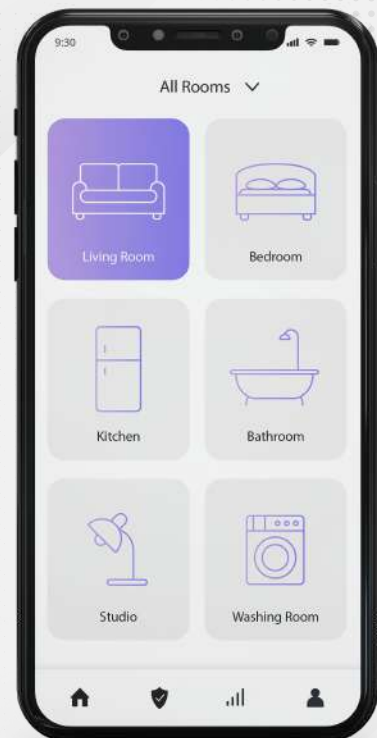 9:30
All Rooms
Living Room
Bedroom
Kitchen
Bathroom
Studio
Washing Room